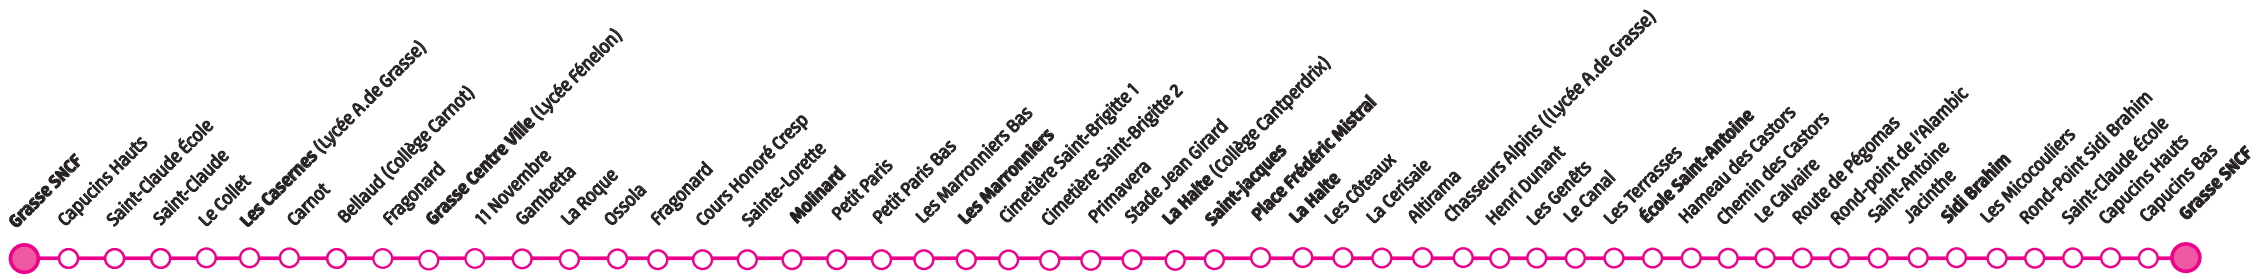 Grasse SNCF
Capucins Hauts
Saint-Claude École
Saint-Claude
Le Collet
Les Casernes (Lycée A.de Grasse)
Carnot
Bellaud (Collège Carnot)
Fragonard
Grasse Centre Ville (Lycée Fénelon)
11 Novembre
Gambetta
La Roque
Ossola
Fragonard
Cours Honoré Cresp
Sainte-Lorette
Molinard
Petit Paris
Petit Paris Bas
Les Marronniers Bas
Les Marronniers
Cimetière Saint-Brigitte 1
Cimetière Saint-Brigitte 2
Primavera
Stade Jean Girard
La Halte (Collège Cantperdrix)
Saint-jacques
Place Frédéric Mistral
La Halte
Les Côteaux
La Cerisaie
Altirama
Chasseurs Alpins ((Lycée A.de Grasse)
Henri Dunant
Les Genêts
Le Canal
Les Terrasses
École Saint-Antoine
Hameau des Castors
Chemin des Castors
Le Calvaire
Route de Pégomas
Rond-point de l'Alambic
Saint-Antoine
Jacinthe
Sidi Brahim
Les Micocouliers
Rond-Point Sidi Brahim
Saint-Claude École
Capucins Hauts
Capucins Bas
Grasse SNCF